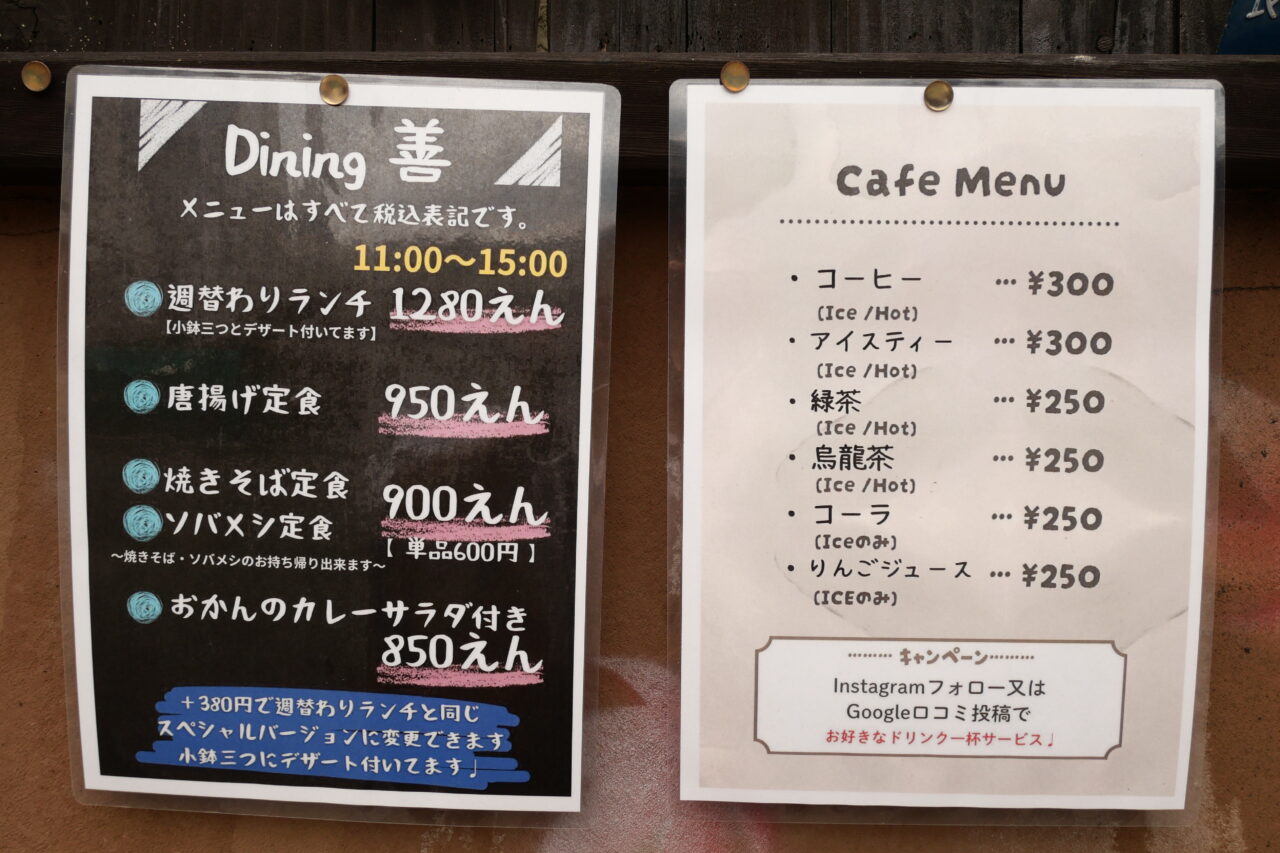 Dining 善
メニューはすべて税込表記です。
11:00〜15:00
週替わりランチ 1280えん
【小鉢三つとデザート付いてます】
唐揚げ定食 950えん
焼きそば定食
ソバメシ定食 900えん
【 単品600円 】
〜焼きそば・ソバメシのお持ち帰り出来ます〜
おかんのカレーサラダ付き
850えん
＋380円で週替わりランチと同じ
スペシャルバージョンに変更できます
小鉢三つにデザート付いてます♩
Cafe Menu
・コーヒー … ¥300
(Ice /Hot)
・アイスティー … ¥300
(Ice /Hot)
・緑茶 … ¥250
(Ice /Hot)
・烏龍茶 … ¥250
(Ice /Hot)
・コーラ … ¥250
(Iceのみ)
・りんごジュース … ¥250
(ICEのみ)
キャンペーン
Instagramフォロー又は
Google口コミ投稿で
お好きなドリンク一杯サービス♩